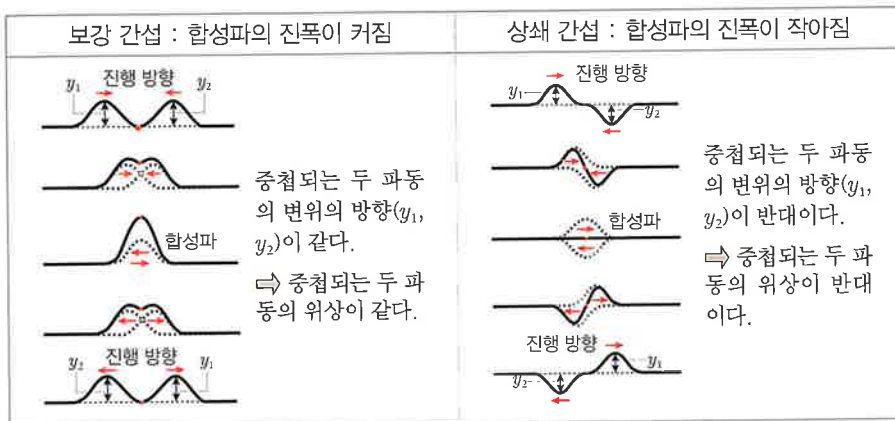 보강 간섭 : 합성파의 진폭이 커짐
진행 방향
y₁
y₂
합성파
진행 방향
y₂
y₁
중첩되는 두 파동
의 변위의 방향(y₁,
y₂)이 같다.
⇨ 중첩되는 두 파
동의 위상이 같다.
상쇄 간섭 : 합성파의 진폭이 작아짐
진행 방향
y₁
y₂
합성파
진행 방향
y₁
y₂
중첩되는 두 파동
의 변위의 방향(y₁,
y₂)이 반대이다.
⇨ 중첩되는 두 파
동의 위상이 반대
이다.